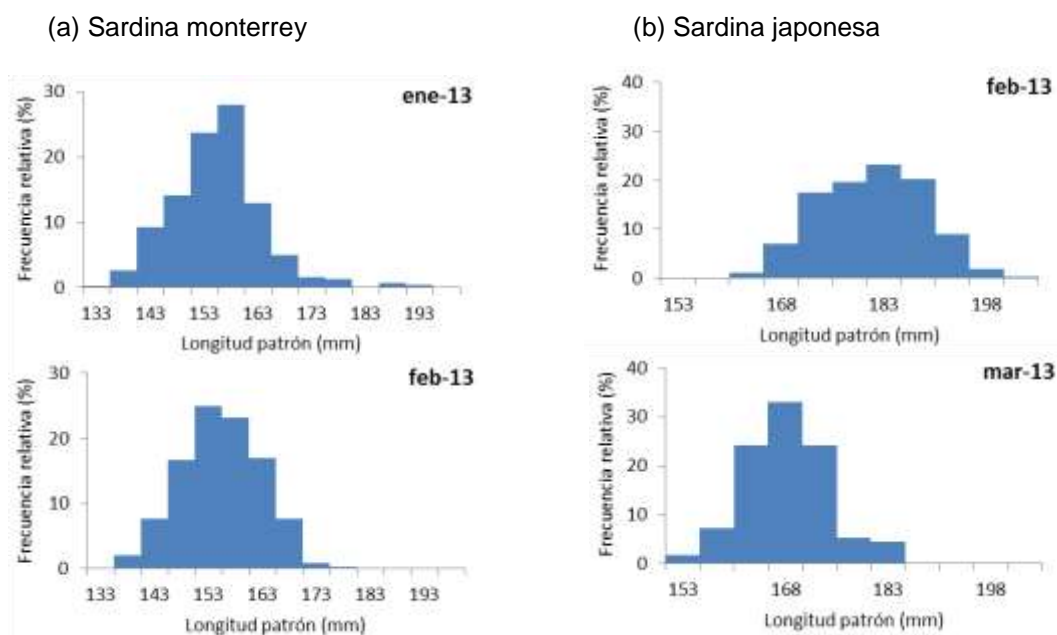 (a) Sardina monterrey
(b) Sardina japonesa
ene-13
Frecuencia relativa (%)
30
20
10
0
133 143 153 163 173 183 193
Longitud patrón (mm)
feb-13
Frecuencia relativa (%)
40
30
20
10
0
153 168 183 198
Longitud patrón (mm)
feb-13
Frecuencia relativa (%)
30
20
10
0
133 143 153 163 173 183 193
Longitud patrón (mm)
mar-13
Frecuencia relativa (%)
40
30
20
10
0
153 168 183 198
Longitud patrón (mm)